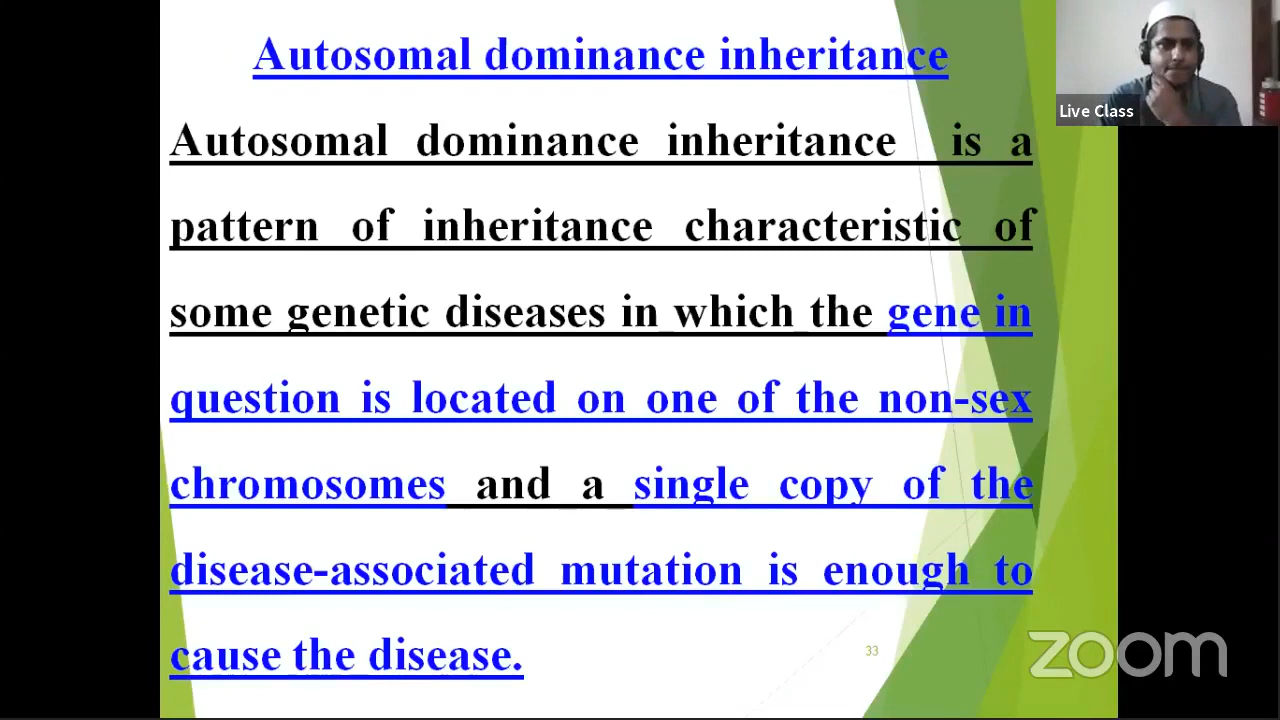 Autosomal dominance inheritance
Autosomal dominance inheritance is a
pattern of inheritance characteristic of
some genetic diseases in which the gene in
question is located on one of the non-sex
chromosomes and a single copy of the
disease-associated mutation is enough to
cause the disease.
33
Live Class
zoom